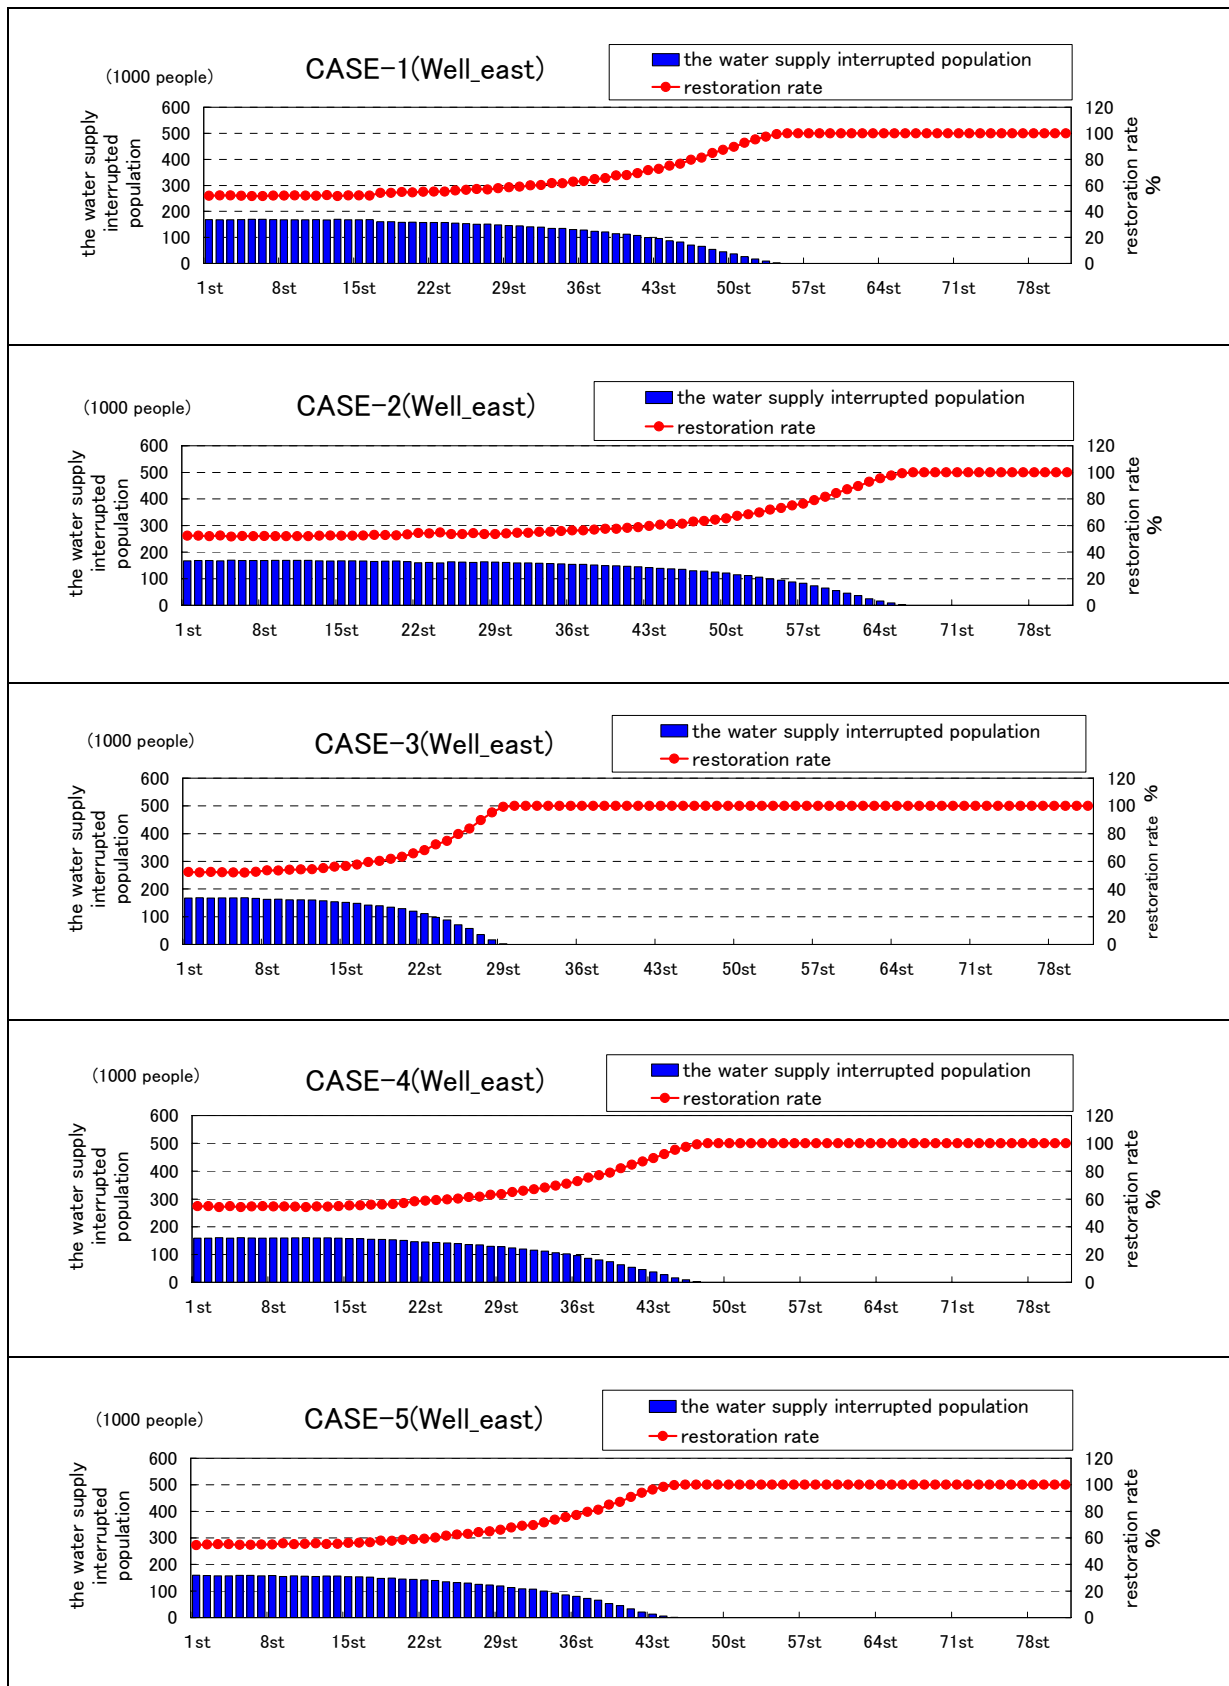 (1000 people)
CASE-1(Well_east)
the water supply interrupted population
restoration rate
the water supply
interrupted
population
600
500
400
300
200
100
0
120
100
80
60
40
20
0
restoration rate
%
1st 8st 15st 22st 29st 36st 43st 50st 57st 64st 71st 78st
(1000 people)
CASE-2(Well_east)
the water supply interrupted population
restoration rate
the water supply
interrupted
population
600
500
400
300
200
100
0
120
100
80
60
40
20
0
restoration rate
%
1st 8st 15st 22st 29st 36st 43st 50st 57st 64st 71st 78st
(1000 people)
CASE-3(Well_east)
the water supply interrupted population
restoration rate
the water supply
interrupted
population
600
500
400
300
200
100
0
120
100
80
60
40
20
0
restoration rate %
1st 8st 15st 22st 29st 36st 43st 50st 57st 64st 71st 78st
(1000 people)
CASE-4(Well_east)
the water supply interrupted population
restoration rate
the water supply
interrupted
population
600
500
400
300
200
100
0
120
100
80
60
40
20
0
restoration rate
%
1st 8st 15st 22st 29st 36st 43st 50st 57st 64st 71st 78st
(1000 people)
CASE-5(Well_east)
the water supply interrupted population
restoration rate
the water supply
interrupted
population
600
500
400
300
200
100
0
120
100
80
60
40
20
0
restoration rate
%
1st 8st 15st 22st 29st 36st 43st 50st 57st 64st 71st 78st